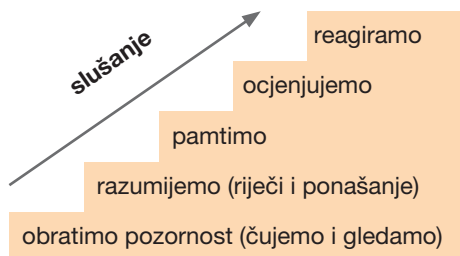 slušanje
reagiramo
ocjenjujemo
pamtimo
razumijemo (riječi i ponašanje)
obratimo pozornost (čujemo i gledamo)